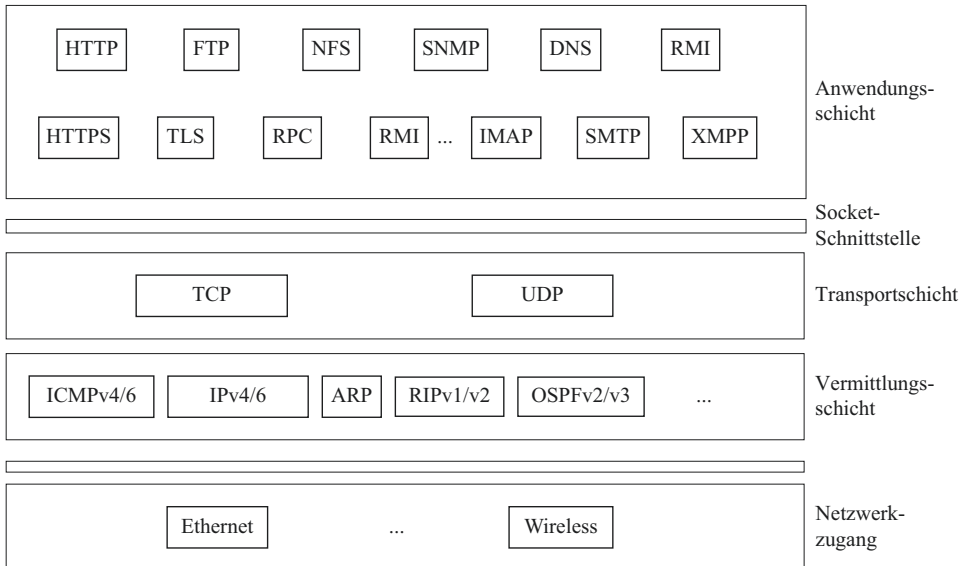 HTTP FTP NFS SNMP DNS RMI
Anwendungs-
schicht
HTTPS TLS RPC RMI ... IMAP SMTP XMPP
Socket-
Schnittstelle
TCP UDP
Transportschicht
ICMPv4/6 IPv4/6 ARP RIPv1/v2 OSPFv2/v3 ...
Vermittlungs-
schicht
Ethernet ... Wireless
Netzwerk-
zugang